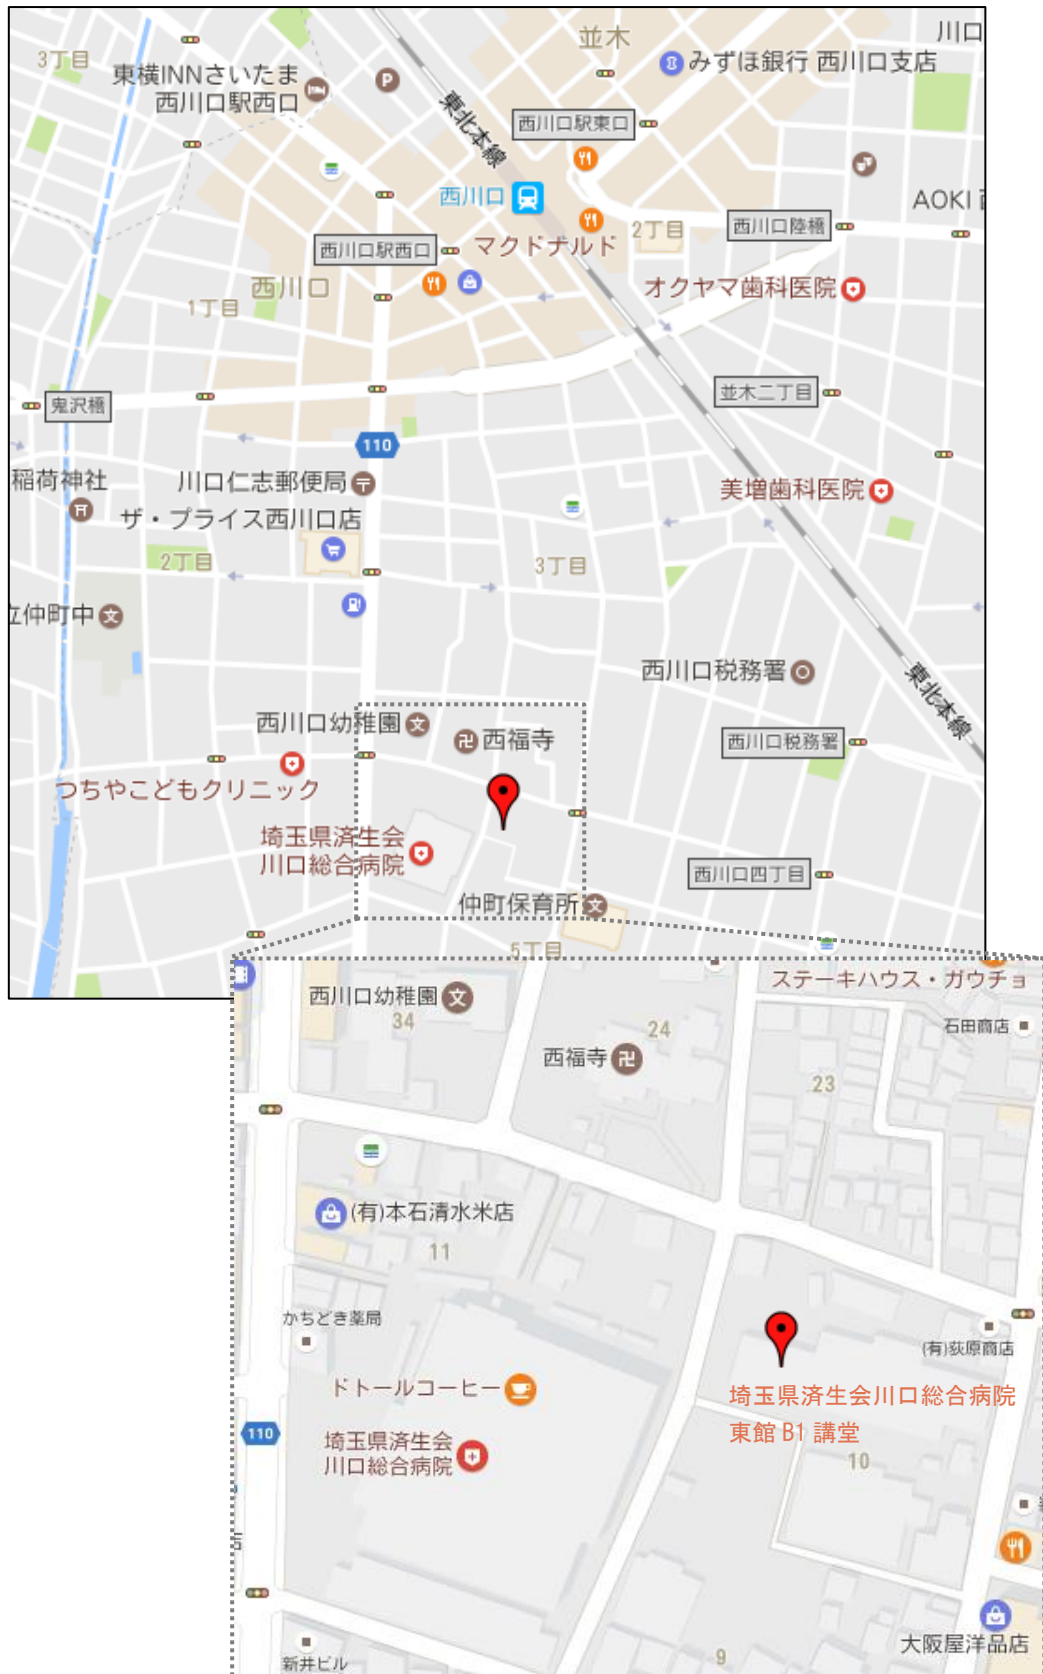 並木
川口
3丁目
みずほ銀行 西川口支店
東横INNさいたま
西川口駅西口
P
東北本線
西川口駅東口
西川口
AOKI
西川口陸橋
2丁目
西川口駅西口
マクドナルド
西川口
オクヤマ歯科医院
1丁目
並木二丁目
鬼沢橋
110
稲荷神社
川口仁志郵便局
美増歯科医院
ザ・プライス西川口店
2丁目
3丁目
立仲町中
文
西川口税務署
東北本線
西川口幼稚園
文
西福寺
西川口税務署
つちやこどもクリニック
埼玉県済生会
川口総合病院
西川口四丁目
仲町保育所
文
5丁目
ステーキハウス・ガウチョ
西川口幼稚園
文
34
24
石田商店
西福寺
23
(有)本石清水米店
11
かちどき薬局
(有)荻原商店
ドトールコーヒー
埼玉県済生会川口総合病院
東館 B1 講堂
110
埼玉県済生会
川口総合病院
10
大阪屋洋品店
9
新井ビル